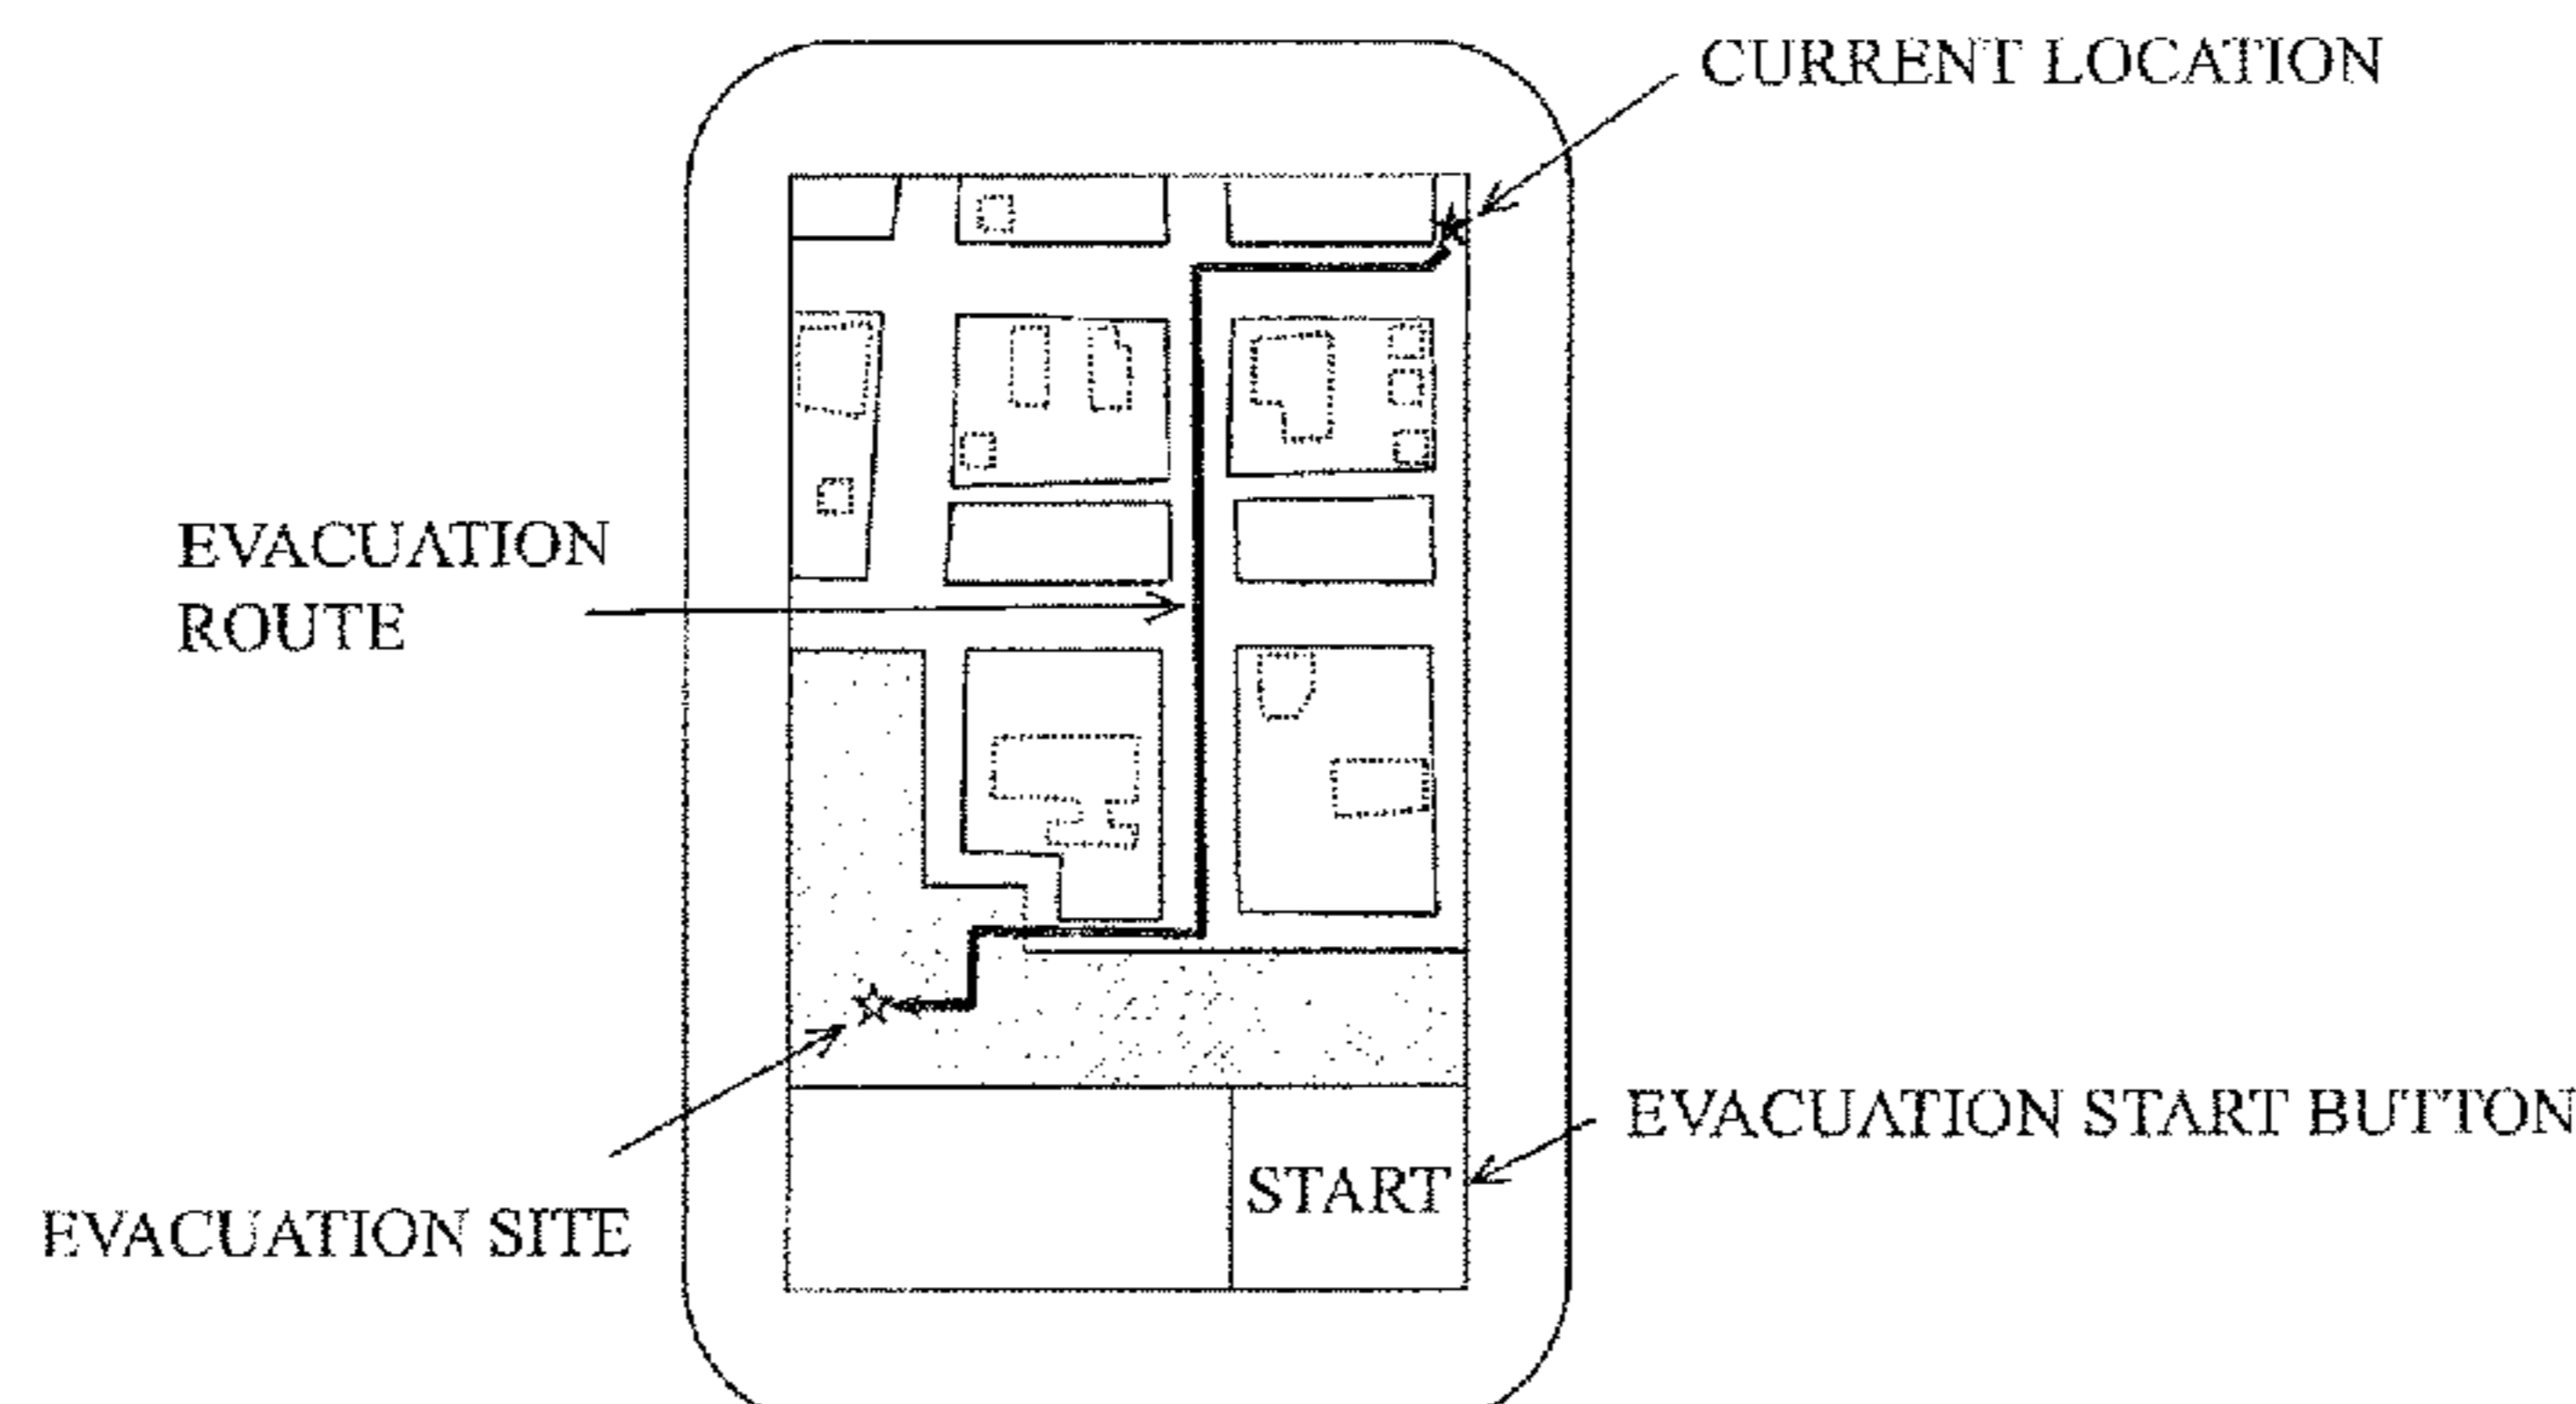 CURRENT LOCATION
EVACUATION
ROUTE
EVACUATION START BUTTON
START
EVACUATION SITE